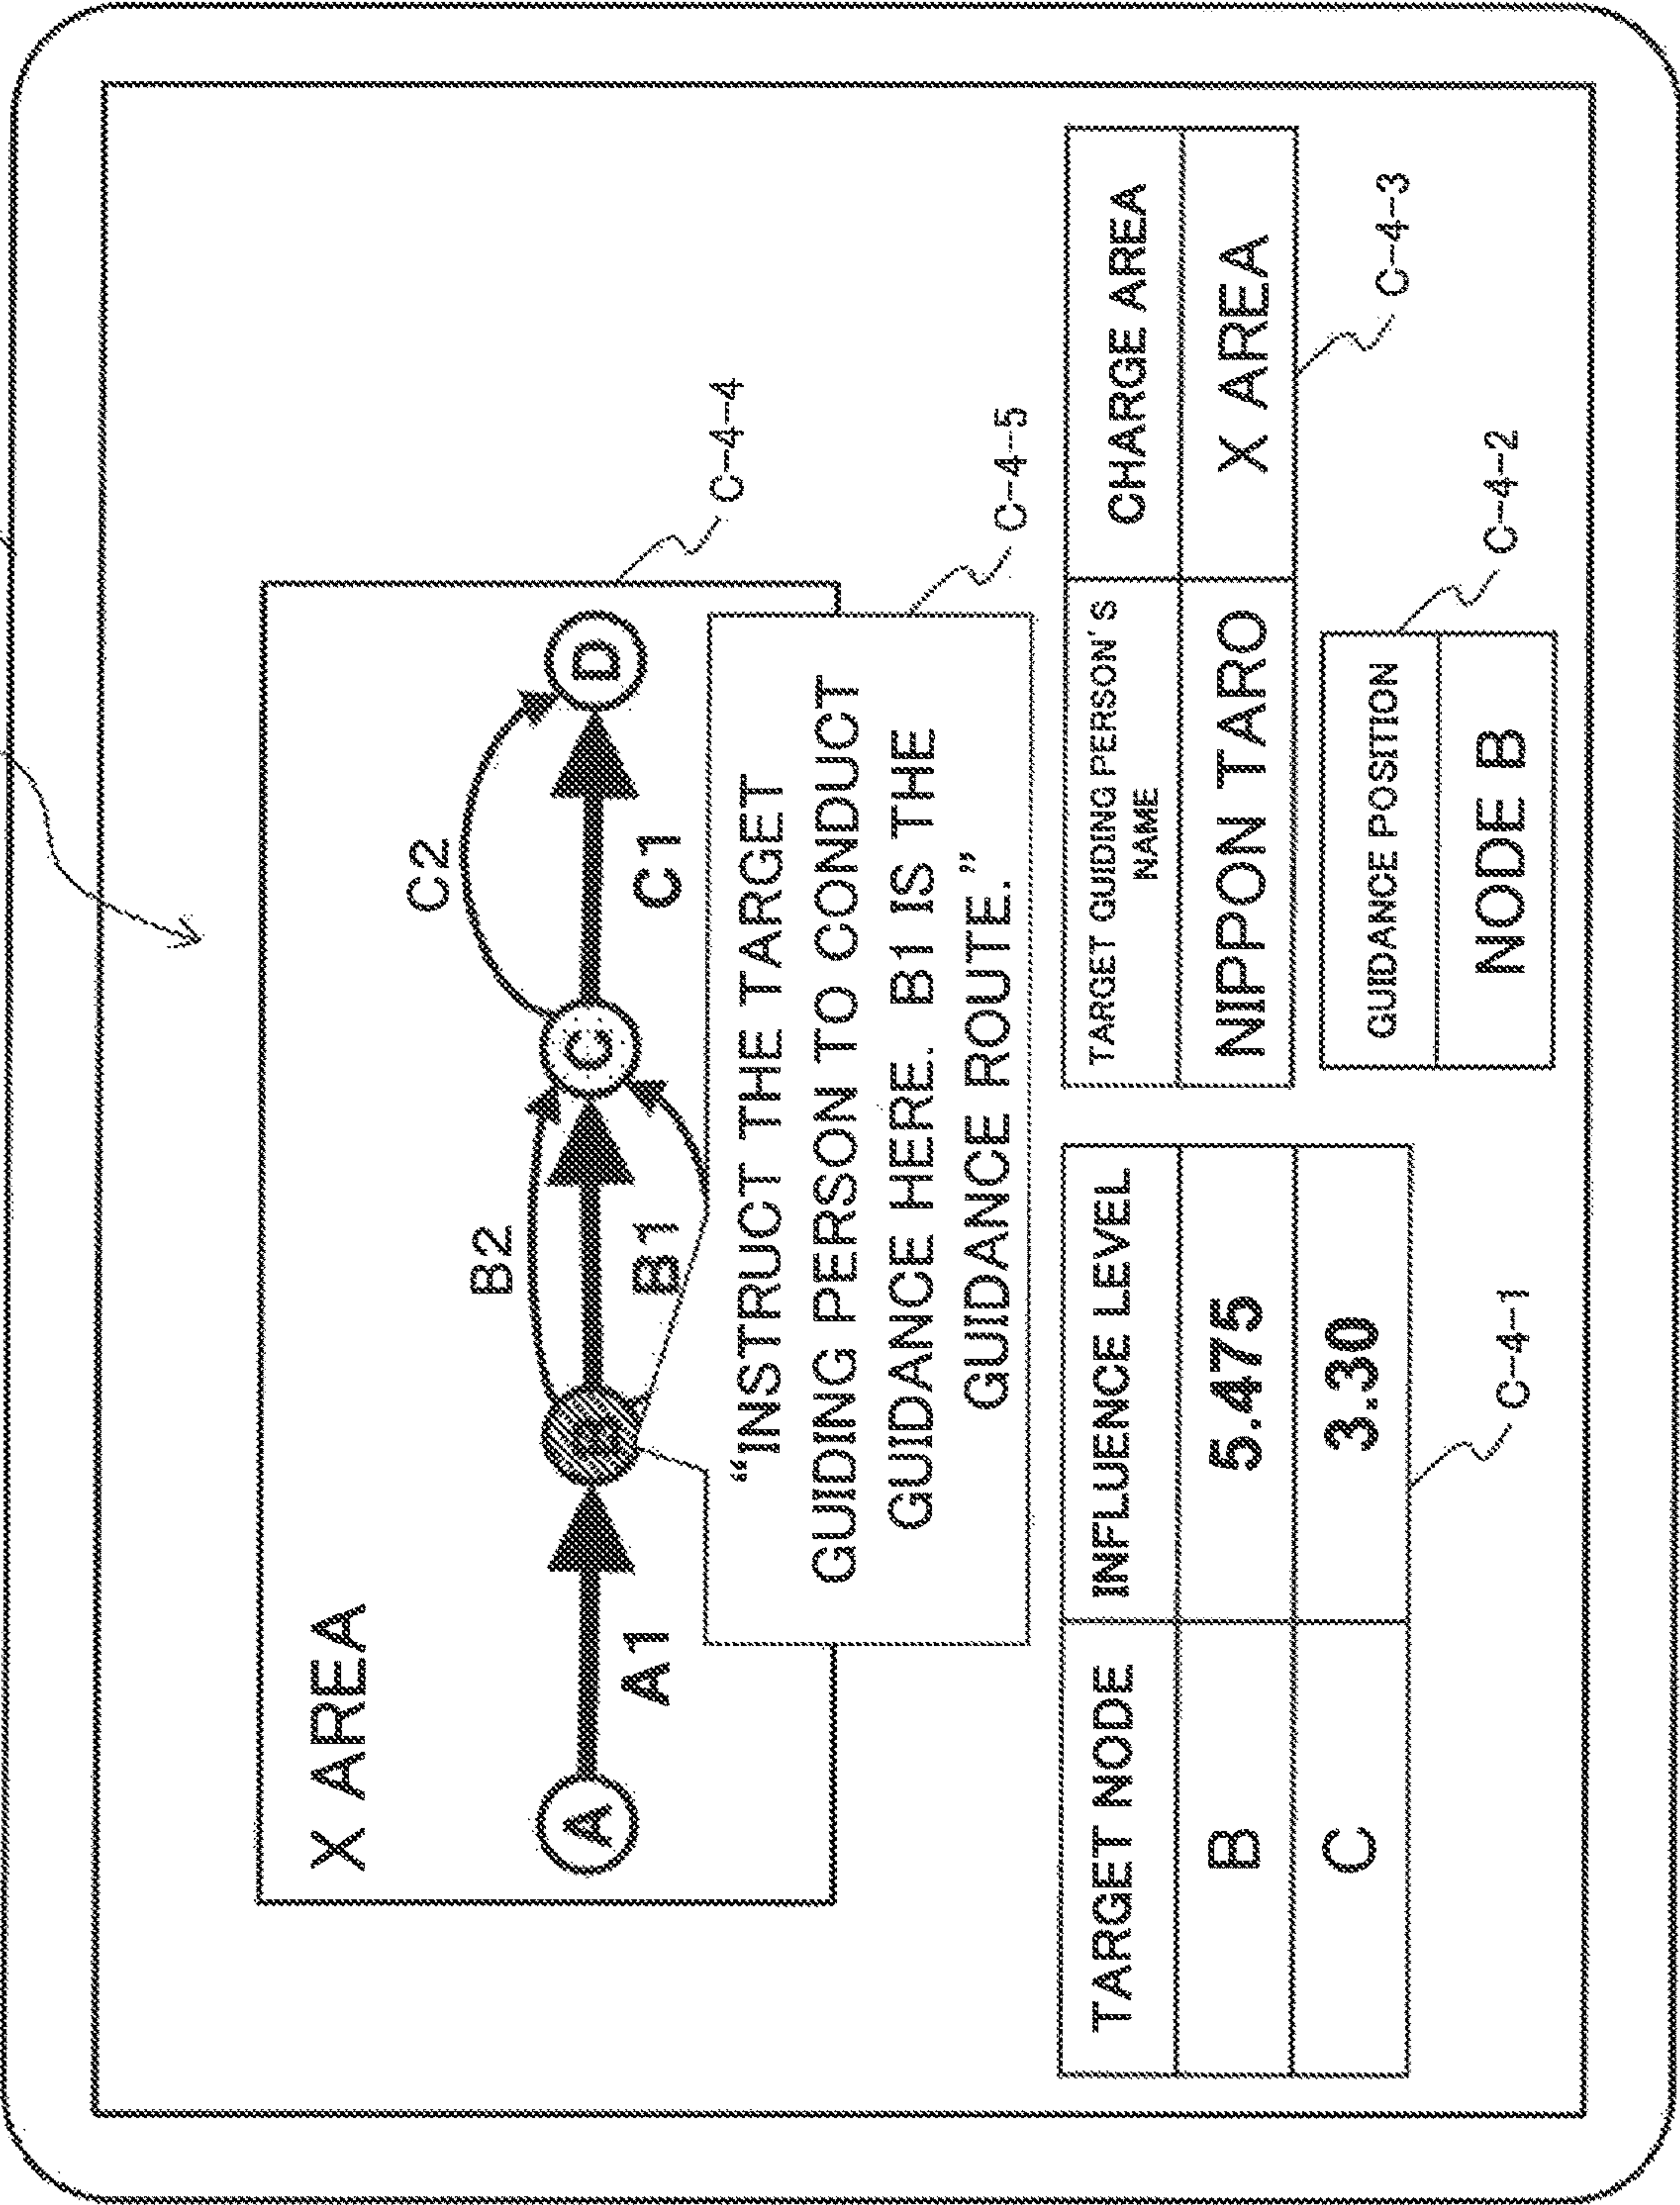 X AREA
C2
C-4-4
B2
A
B
C
D
A1
B1
C1
C-4-5
“INSTRUCT THE TARGET
GUIDING PERSON TO CONDUCT
GUIDANCE HERE. B1 IS THE
GUIDANCE ROUTE.”
TARGET NODE INFLUENCE LEVEL
B 5.475
C 3.30
C-4-1
TARGET GUIDING PERSON'S
NAME
CHARGE AREA
NIPPON TARO X AREA
C-4-3
GUIDANCE POSITION
NODE B
C-4-2